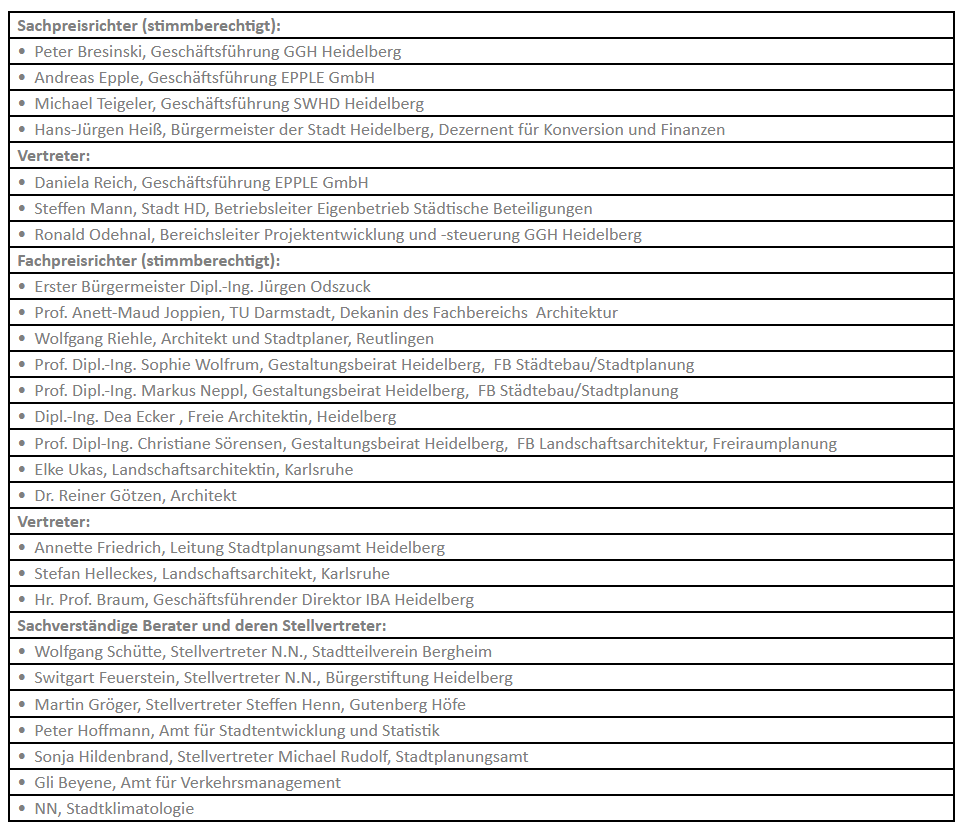 Sachpreisrichter (stimmberechtigt):
• Peter Bresinski, Geschäftsführung GGH Heidelberg
• Andreas Epple, Geschäftsführung EPPLE GmbH
• Michael Teigeler, Geschäftsführung SWHD Heidelberg
• Hans-Jürgen Heiß, Bürgermeister der Stadt Heidelberg, Dezernent für Konversion und Finanzen
Vertreter:
• Daniela Reich, Geschäftsführung EPPLE GmbH
• Steffen Mann, Stadt HD, Betriebsleiter Eigenbetrieb Städtische Beteiligungen
• Ronald Odehnal, Bereichsleiter Projektentwicklung und -steuerung GGH Heidelberg
Fachpreisrichter (stimmberechtigt):
• Erster Bürgermeister Dipl.-Ing. Jürgen Odszuck
• Prof. Anett-Maud Joppien, TU Darmstadt, Dekanin des Fachbereichs  Architektur
• Wolfgang Riehle, Architekt und Stadtplaner, Reutlingen
• Prof. Dipl.-Ing. Sophie Wolfrum, Gestaltungsbeirat Heidelberg,  FB Städtebau/Stadtplanung
• Prof. Dipl.-Ing. Markus Neppl, Gestaltungsbeirat Heidelberg,  FB Städtebau/Stadtplanung
• Dipl.-Ing. Dea Ecker , Freie Architektin, Heidelberg
• Prof. Dipl-Ing. Christiane Sörensen, Gestaltungsbeirat Heidelberg,  FB Landschaftsarchitektur, Freiraumplanung
• Elke Ukas, Landschaftsarchitektin, Karlsruhe
• Dr. Reiner Götzen, Architekt
Vertreter:
• Annette Friedrich, Leitung Stadtplanungsamt Heidelberg
• Stefan Helleckes, Landschaftsarchitekt, Karlsruhe
• Hr. Prof. Braum, Geschäftsführender Direktor IBA Heidelberg
Sachverständige Berater und deren Stellvertreter:
• Wolfgang Schütte, Stellvertreter N.N., Stadtteilverein Bergheim
• Switgart Feuerstein, Stellvertreter N.N., Bürgerstiftung Heidelberg
• Martin Gröger, Stellvertreter Steffen Henn, Gutenberg Höfe
• Peter Hoffmann, Amt für Stadtentwicklung und Statistik
• Sonja Hildenbrand, Stellvertreter Michael Rudolf, Stadtplanungsamt
• Gli Beyene, Amt für Verkehrsmanagement
• NN, Stadtklimatologie